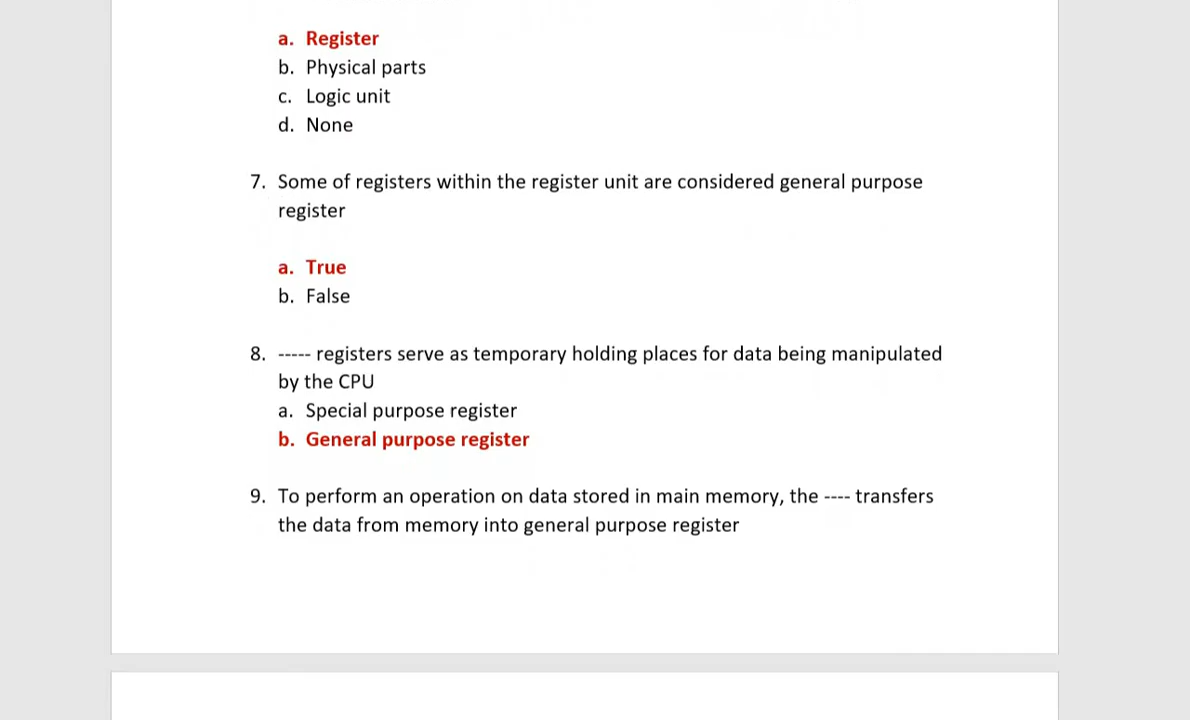 a. Register
b. Physical parts
c. Logic unit
d. None
7. Some of registers within the register unit are considered general purpose
register
a. True
b. False
8. ----- registers serve as temporary holding places for data being manipulated
by the CPU
a. Special purpose register
b. General purpose register
9. To perform an operation on data stored in main memory, the ---- transfers
the data from memory into general purpose register